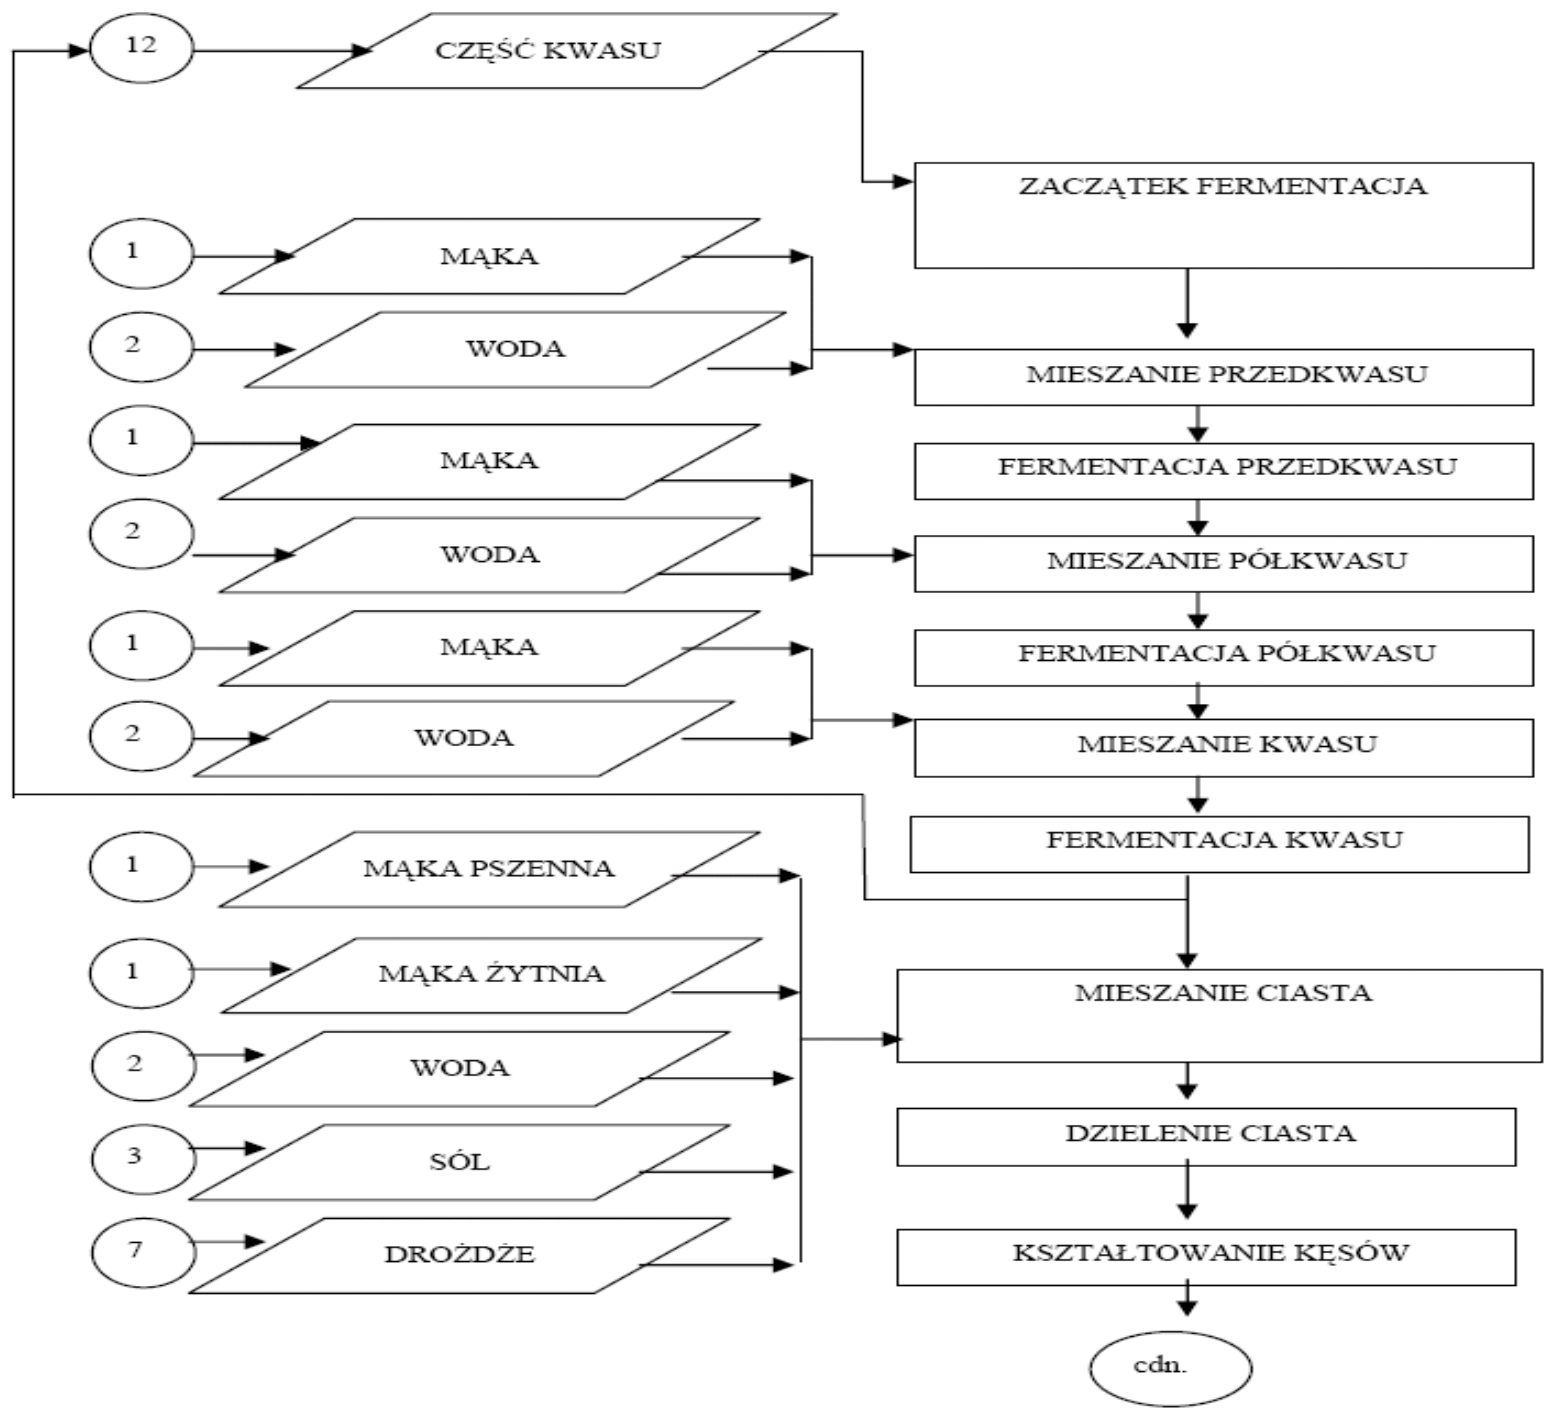 12
CZĘŚĆ KWASU
ZACZĄTEK FERMENTACJA
1
MĄKA
2
WODA
MIESZANIE PRZEDKWASU
1
MĄKA
FERMENTACJA PRZEDKWASU
2
WODA
MIESZANIE PÓŁKWASU
1
MĄKA
FERMENTACJA PÓŁKWASU
2
WODA
MIESZANIE KWASU
FERMENTACJA KWASU
1
MĄKA PSZENNA
1
MĄKA ŻYTNIA
MIESZANIE CIASTA
2
WODA
DZIELENIE CIASTA
3
SÓL
7
DROŻDŻE
KSZTAŁTOWANIE KĘSÓW
cdn.